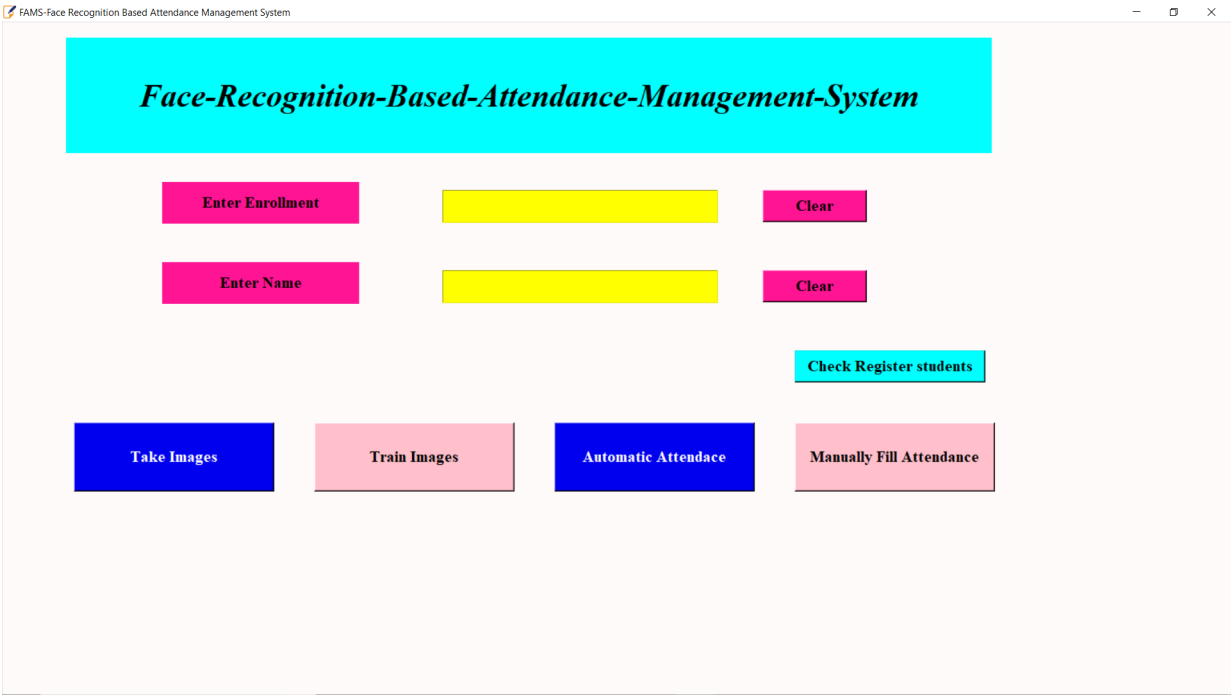 FAMS-Face Recognition Based Attendance Management System
Face-Recognition-Based-Attendance-Management-System
Enter Enrollment
Clear
Enter Name
Clear
Check Register students
Take Images
Train Images
Automatic Attendace
Manually Fill Attendance